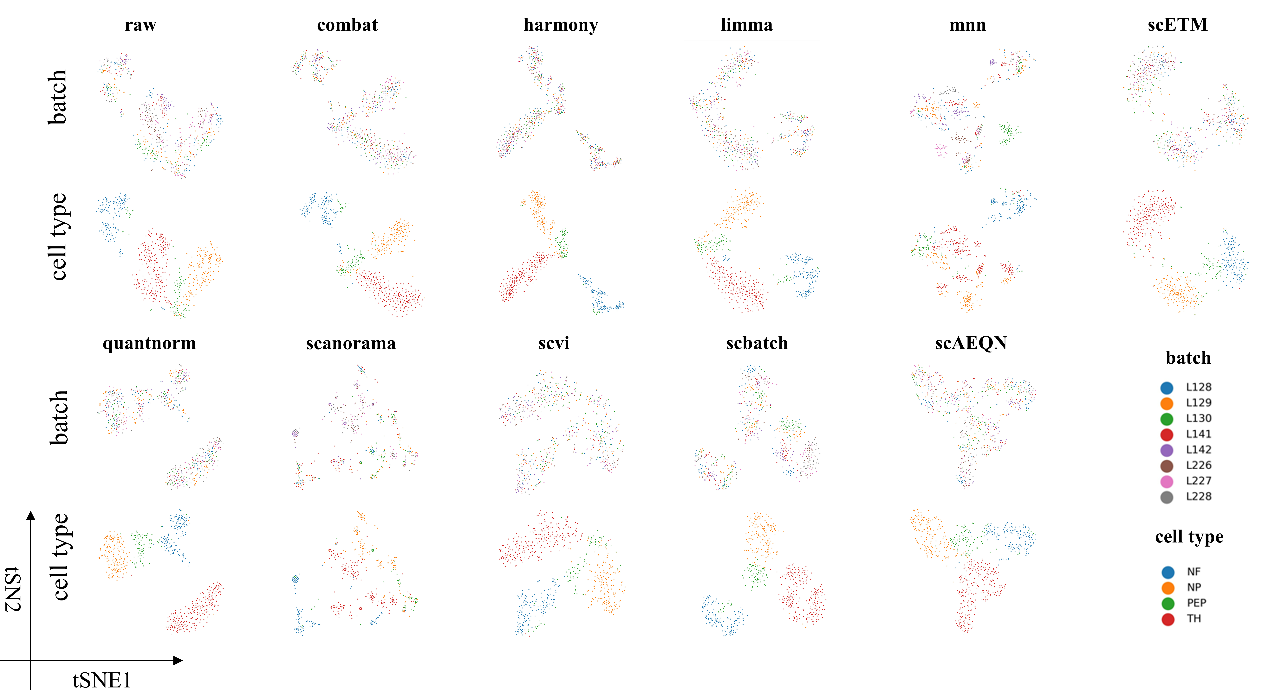 raw combat harmony limma mnn scETM
batch
cell type
quantnorm scanorama scvi scbatch scAEQN
batch
cell type
batch
L128
L129
L130
L141
L142
L226
L227
L228
cell type
NF
NP
PEP
TH
tSN2
tSNE1